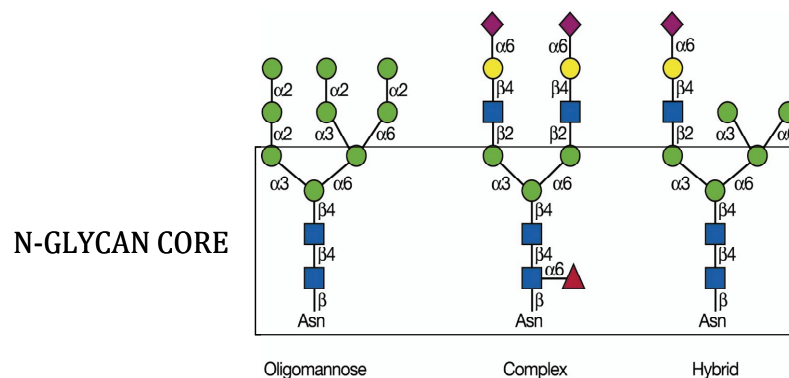 α6 α6 α6
β4 β4 β4
α2 α2 α2
β2 β2 β2
α2 α3 α6 α3
α3 α6 α3 α6 α3 α6
β4 β4 β4
N-GLYCAN CORE
β4 β4 β4
α6
β β β
Asn Asn Asn
Oligomannose Complex Hybrid